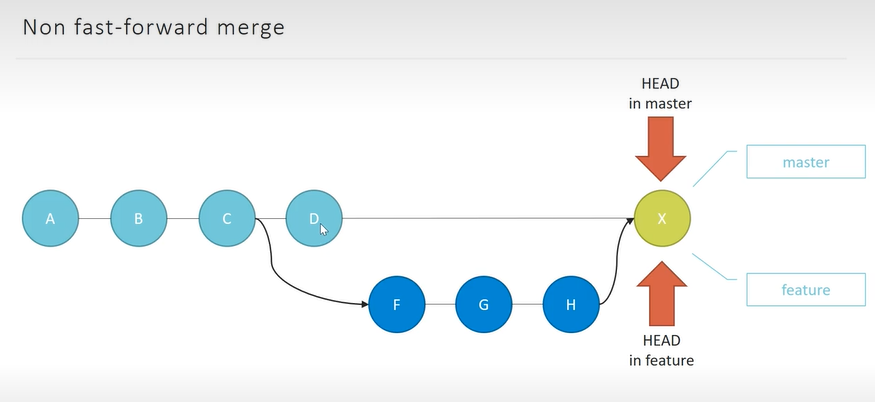 Non fast-forward merge
HEAD
in master
master
A
B
C
D
X
F
G
H
feature
HEAD
in feature